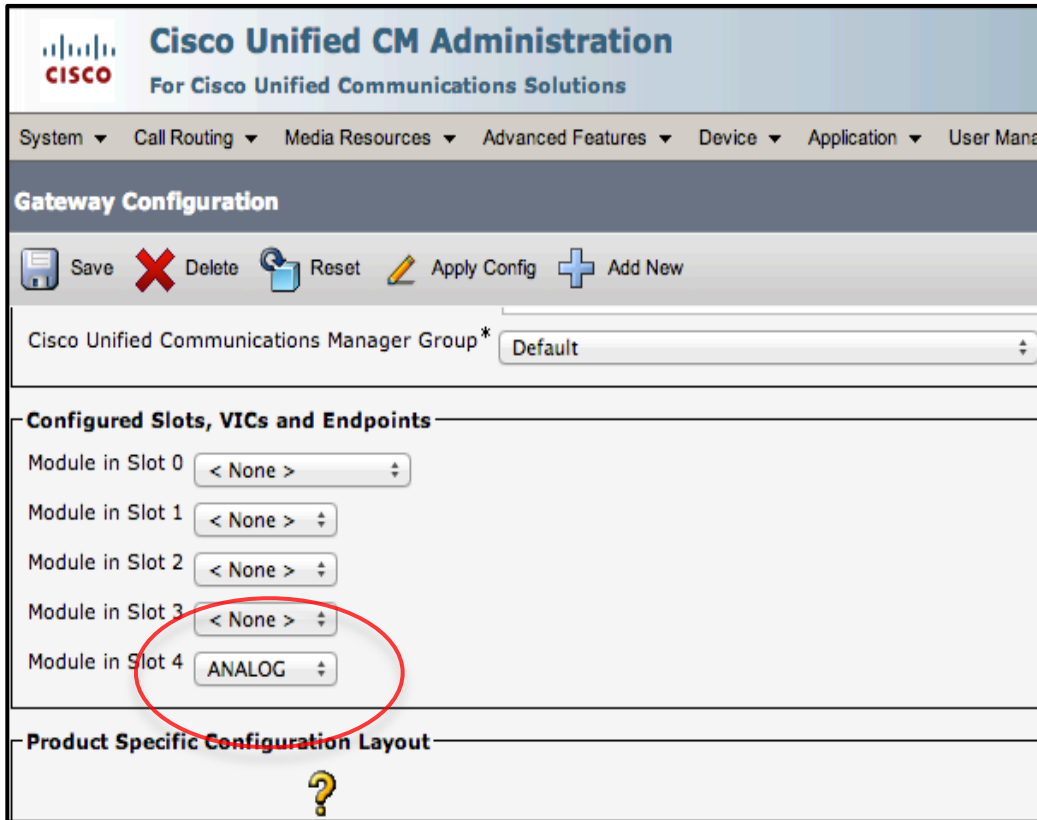 CISCO
Cisco Unified CM Administration
For Cisco Unified Communications Solutions
System Call Routing Media Resources Advanced Features Device Application User Mana
Gateway Configuration
Save Delete Reset Apply Config Add New
Cisco Unified Communications Manager Group* Default
Configured Slots, VICs and Endpoints
Module in Slot 0 < None >
Module in Slot 1 < None >
Module in Slot 2 < None >
Module in Slot 3 < None >
Module in Slot 4 ANALOG
Product Specific Configuration Layout
?